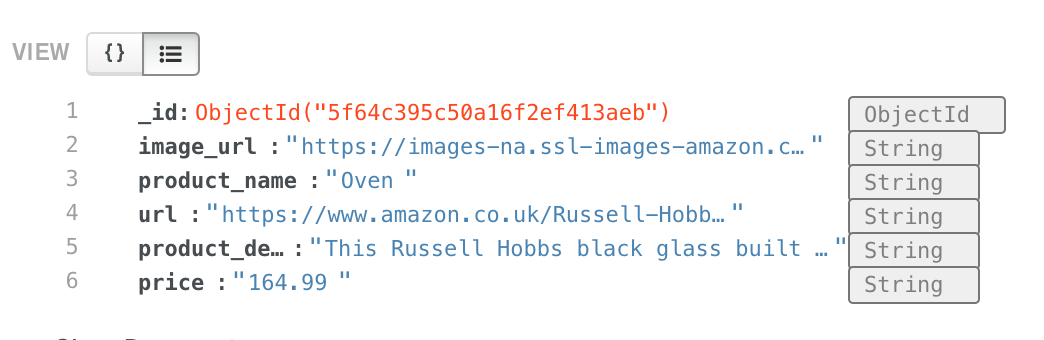 VIEW {}
1 _id: ObjectId("5f64c395c50a16f2ef413aeb") ObjectId
2 image_url :"https://images-na.ssl-images-amazon.c… " String
3 product_name :"Oven " String
4 url :"https://www.amazon.co.uk/Russell-Hobb… " String
5 product_de… :"This Russell Hobbs black glass built …" String
6 price :"164.99 " String